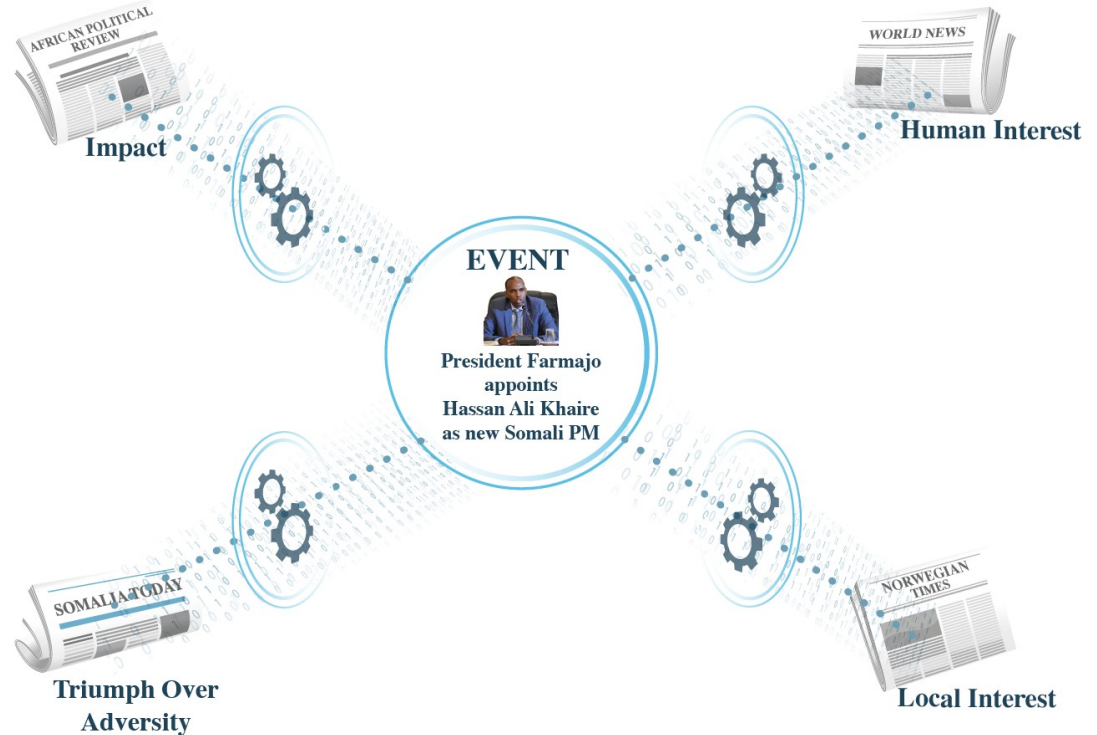 AFRICAN POLITICAL
REVIEW
Impact
WORLD NEWS
Human Interest
EVENT
President Farmajo
appoints
Hassan Ali Khaire
as new Somali PM
SOMALIA TODAY
Triumph Over
Adversity
NORWEGIAN
TIMES
Local Interest